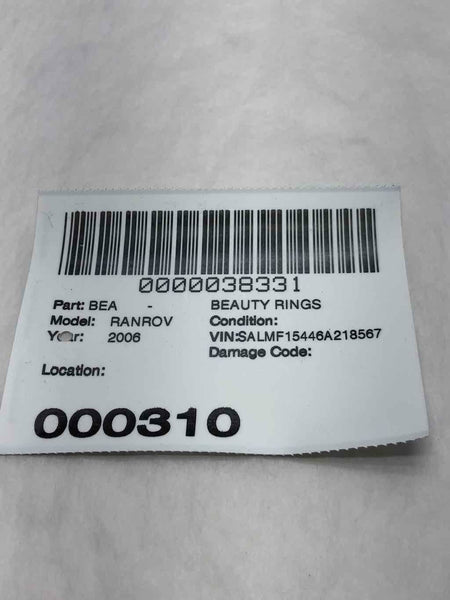 0000038331
Part: BEA - BEAUTY RINGS
Model: RANROV Condition:
Year: 2006 VIN:SALMF15446A218567
Damage Code:
Location:
000310